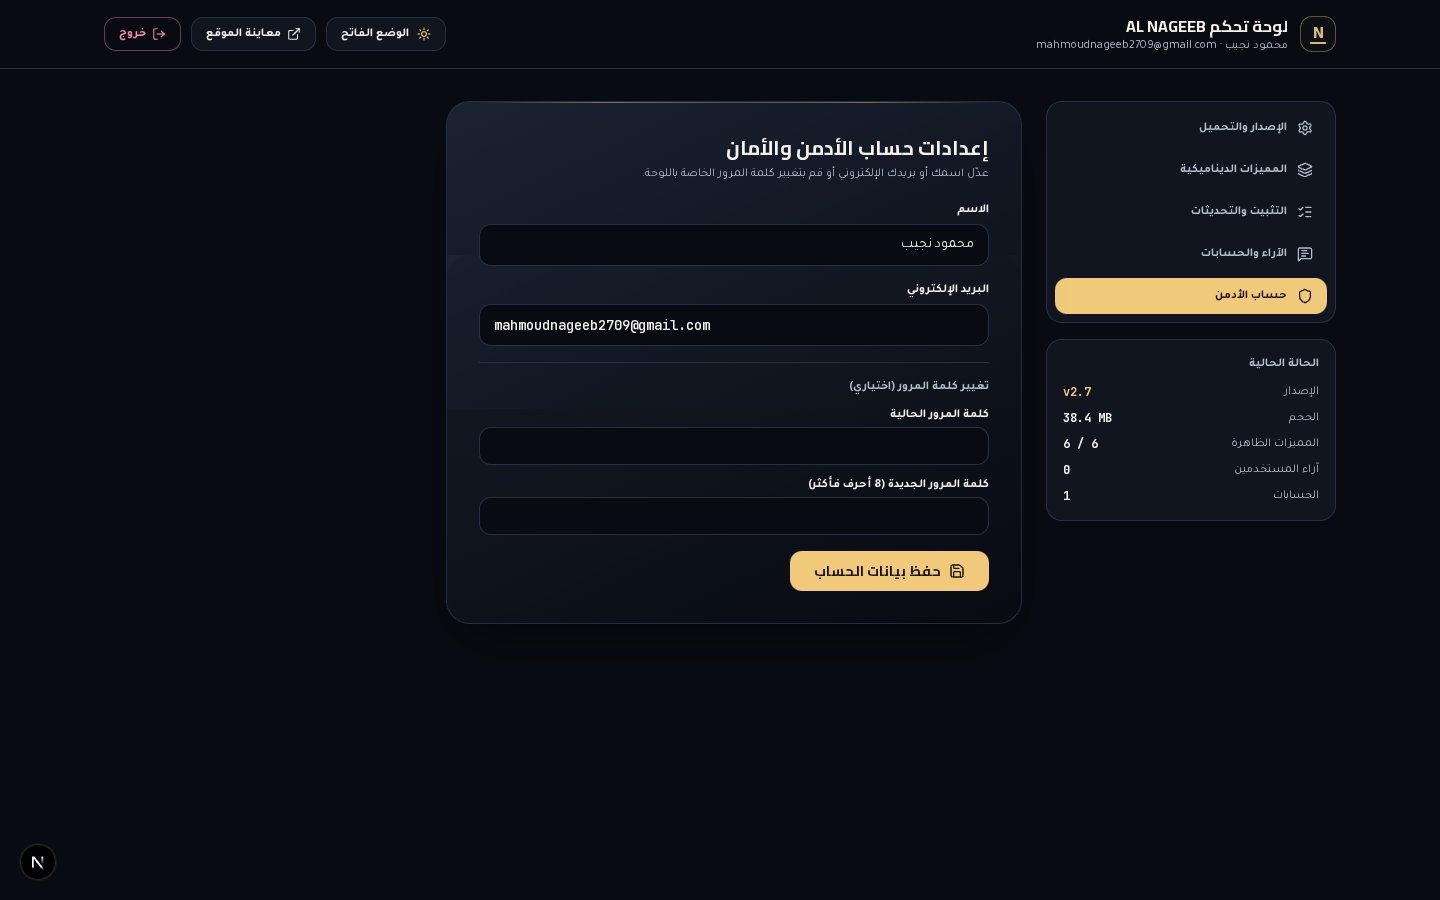 N
لوحة تحكم AL NAGEEB
محمود نجيب · mahmoudnageeb2709@gmail.com
الوضع الفاتح
معاينة الموقع
خروج
الإصدار والتحميل
المميزات الديناميكية
التثبيت والتحديثات
الآراء والحسابات
حساب الأدمن
الحالة الحالية
الإصدار v2.7
الحجم 38.4 MB
المميزات الظاهرة 6 / 6
آراء المستخدمين 0
الحسابات 1
إعدادات حساب الأدمن والأمان
عدّل اسمك أو بريدك الإلكتروني أو قم بتغيير كلمة المرور الخاصة باللوحة.
الاسم
محمود نجيب
البريد الإلكتروني
mahmoudnageeb2709@gmail.com
تغيير كلمة المرور (اختياري)
كلمة المرور الحالية
كلمة المرور الجديدة (8 أحرف فأكثر)
حفظ بيانات الحساب
N